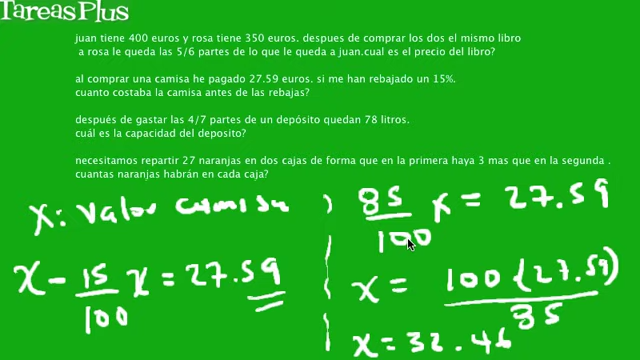 TareasPlus
juan tiene 400 euros y rosa tiene 350 euros. despues de comprar los dos el mismo libro
a rosa le queda las 5/6 partes de lo que le queda a juan.cual es el precio del libro?
al comprar una camisa he pagado 27.59 euros. si me han rebajado un 15%.
cuanto costaba la camisa antes de las rebajas?
después de gastar las 4/7 partes de un depósito quedan 78 litros.
cuál es la capacidad del deposito?
necesitamos repartir 27 naranjas en dos cajas de forma que en la primera haya 3 mas que en la segunda .
cuantas naranjas habrán en cada caja?
x: valor camisa
x - 15/100 x = 27.59
85/100 x = 27.59
x = 100 (27.59)/85
x = 32.46